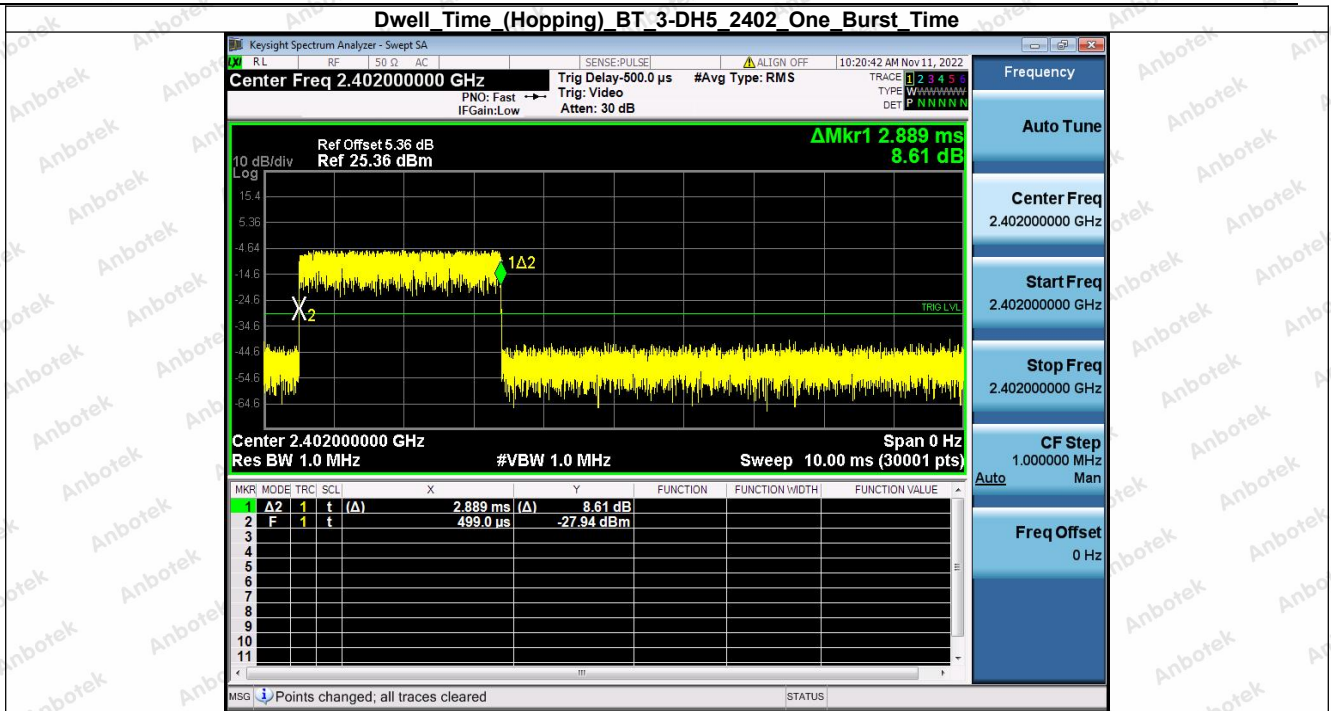 Dwell_Time_(Hopping)_BT_3-DH5_2402_One_Burst_Time
Keysight Spectrum Analyzer - Swept SA
LXI RL RF 50 Ω AC SENSE:PULSE ALIGN OFF 10:20:42 AM Nov 11, 2022
Center Freq 2.402000000 GHz
PNO: Fast
IFGain:Low
Trig Delay-500.0 µs
Trig: Video
Atten: 30 dB
#Avg Type: RMS
TRACE 1 2 3 4 5 6
TYPE WWWWWW
DET P N N N N N
Frequency
Auto Tune
Center Freq
2.402000000 GHz
Start Freq
2.402000000 GHz
Stop Freq
2.402000000 GHz
CF Step
1.000000 MHz
Auto Man
Freq Offset
0 Hz
ΔMkr1 2.889 ms
8.61 dB
Ref Offset 5.36 dB
10 dB/div Ref 25.36 dBm
Log
15.4
5.36
-4.64
-14.6
-24.6
-34.6
-44.6
-54.6
-64.6
1Δ2
2
TRIG LVL
Center 2.402000000 GHz Span 0 Hz
Res BW 1.0 MHz #VBW 1.0 MHz Sweep 10.00 ms (30001 pts)
MKR MODE TRC SCL X Y FUNCTION FUNCTION WIDTH FUNCTION VALUE
1 Δ2 1 t (Δ) 2.889 ms (Δ) 8.61 dB
2 F 1 t 499.0 µs -27.94 dBm
3
4
5
6
7
8
9
10
11
MSG Points changed; all traces cleared STATUS
Anbotek